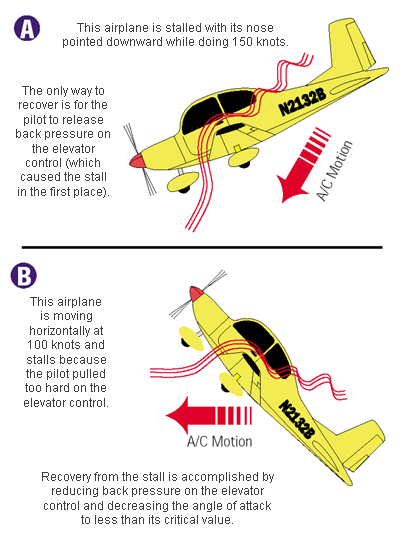 A
This airplane is stalled with its nose
pointed downward while doing 150 knots.
The only way to
recover is for the
pilot to release
back pressure on
the elevator
control (which
caused the stall
in the first place).
N2132B
A/C Motion
B
This airplane
is moving
horizontally at
100 knots and
stalls because
the pilot pulled
too hard on the
elevator control.
N2132B
A/C Motion
Recovery from the stall is accomplished by
reducing back pressure on the elevator
control and decreasing the angle of attack
to less than its critical value.